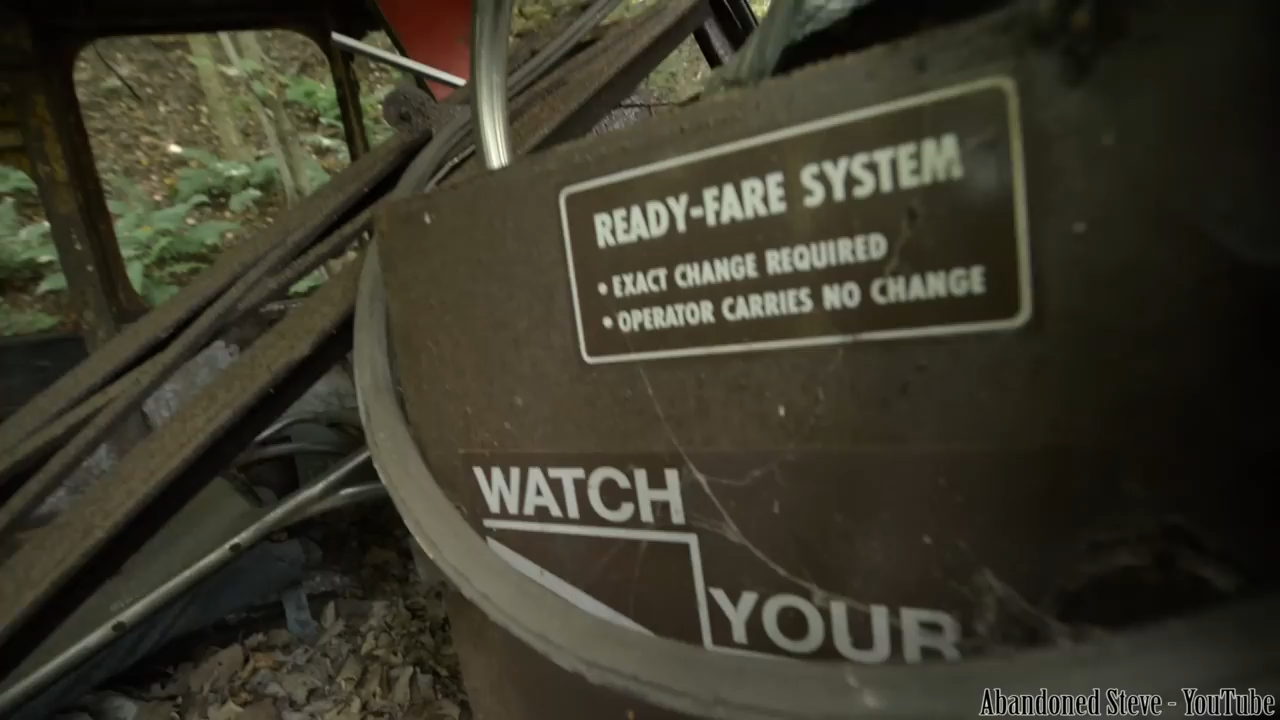 READY-FARE SYSTEM
• EXACT CHANGE REQUIRED
• OPERATOR CARRIES NO CHANGE
WATCH
YOUR
Abandoned Steve - YouTube